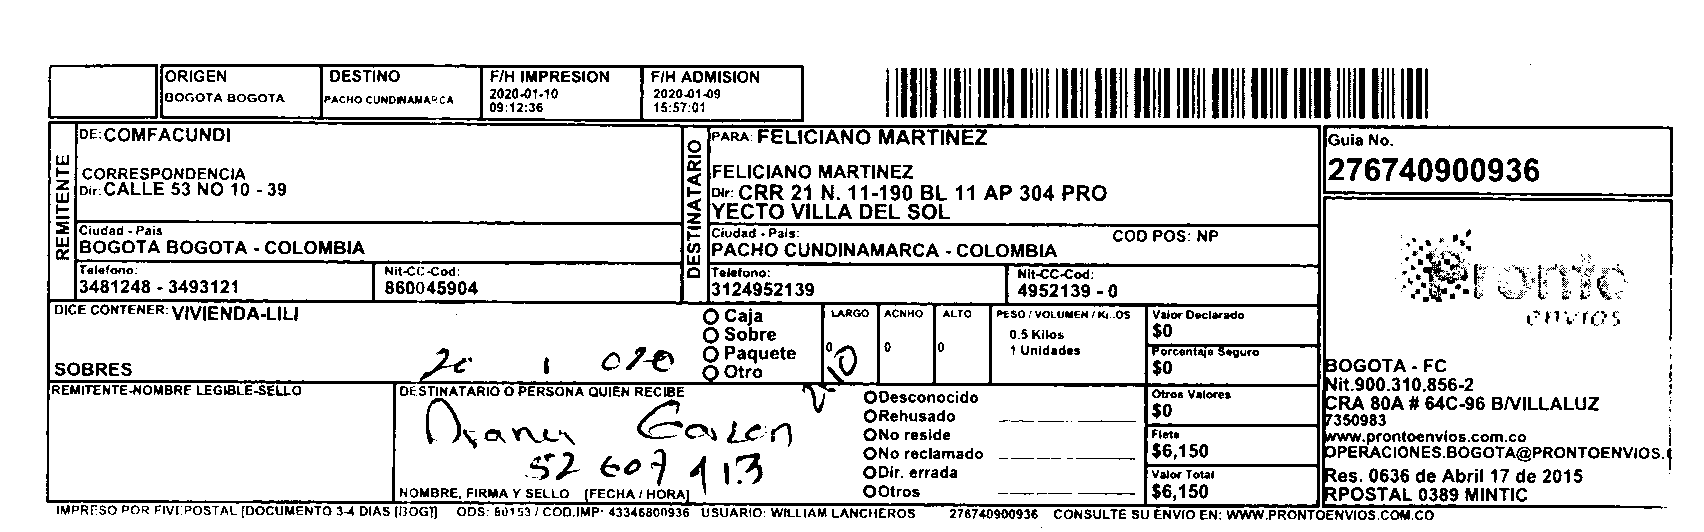 ORIGEN
BOGOTA BOGOTA
DESTINO
PACHO CUNDINAMARCA
F/H IMPRESION
2020-01-10
09:12:36
F/H ADMISION
2020-01-09
15:57:01
REMITENTE
DE: COMFACUNDI
CORRESPONDENCIA
Dir: CALLE 53 NO 10 - 39
Ciudad - Pais
BOGOTA BOGOTA - COLOMBIA
Telefono:
3481248 - 3493121
Nit-CC-Cod:
860045904
DESTINATARIO
PARA: FELICIANO MARTINEZ
FELICIANO MARTINEZ
Dir: CRR 21 N. 11-190 BL 11 AP 304 PRO
YECTO VILLA DEL SOL
Ciudad - Pais:
COD POS: NP
PACHO CUNDINAMARCA - COLOMBIA
Telefono:
3124952139
Nit-CC-Cod:
4952139 - 0
Guia No.
276740900936
Pronto
envios
BOGOTA - FC
Nit.900.310.856-2
CRA 80A # 64C-96 B/VILLALUZ
7350983
www.prontoenvios.com.co
OPERACIONES.BOGOTA@PRONTOENVIOS.
Res. 0636 de Abril 17 de 2015
RPOSTAL 0389 MINTIC
DICE CONTENER: VIVIENDA-LILI
SOBRES
20 1 020
Caja
Sobre
Paquete
Otro
LARGO
0
ACNHO
0
ALTO
0
PESO / VOLUMEN / KILOS
0.5 Kilos
1 Unidades
Valor Declarado
$0
Porcentaje Seguro
$0
Otros Valores
$0
Flete
$6,150
Valor Total
$6,150
REMITENTE-NOMBRE LEGIBLE-SELLO
DESTINATARIO O PERSONA QUIEN RECIBE
Garzon
52 607 913
NOMBRE, FIRMA Y SELLO [FECHA / HORA]
Desconocido
Rehusado
No reside
No reclamado
Dir. errada
Otros
IMPRESO POR FIVI POSTAL [DOCUMENTO 3-4 DIAS [BOG]] ODS: 60153 / COD.IMP: 43346800936 USUARIO: WILLIAM LANCHEROS 276740900936 CONSULTE SU ENVIO EN: WWW.PRONTOENVIOS.COM.CO